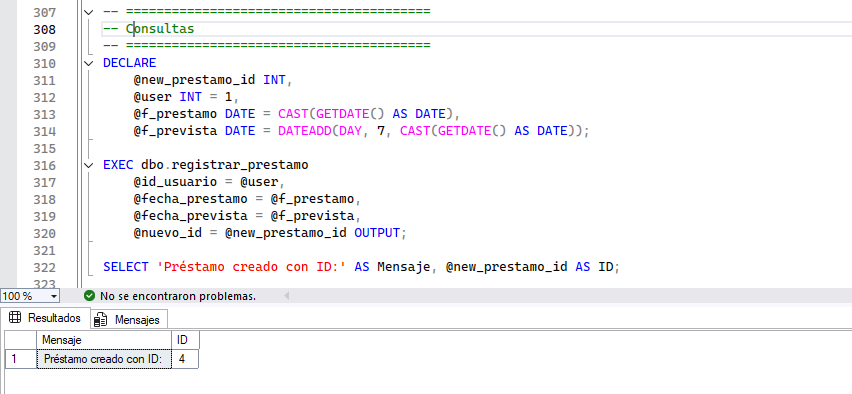 307 -- ========================================
308 -- Consultas
309 -- ========================================
310 DECLARE
311 @new_prestamo_id INT,
312 @user INT = 1,
313 @f_prestamo DATE = CAST(GETDATE() AS DATE),
314 @f_prevista DATE = DATEADD(DAY, 7, CAST(GETDATE() AS DATE));
315
316 EXEC dbo.registrar_prestamo
317 @id_usuario = @user,
318 @fecha_prestamo = @f_prestamo,
319 @fecha_prevista = @f_prevista,
320 @nuevo_id = @new_prestamo_id OUTPUT;
321
322 SELECT 'Préstamo creado con ID:' AS Mensaje, @new_prestamo_id AS ID;
323
100 % No se encontraron problemas.
Resultados Mensajes
Mensaje ID
1 Préstamo creado con ID: 4